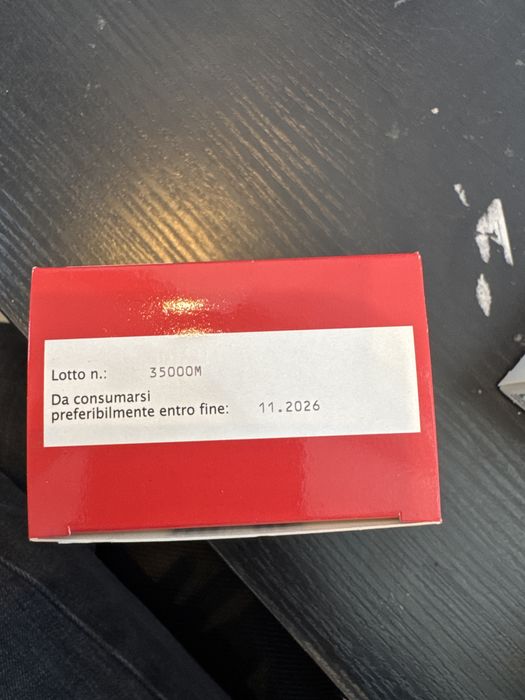 Lotto n.: 35000M
Da consumarsi
preferibilmente entro fine: 11.2026